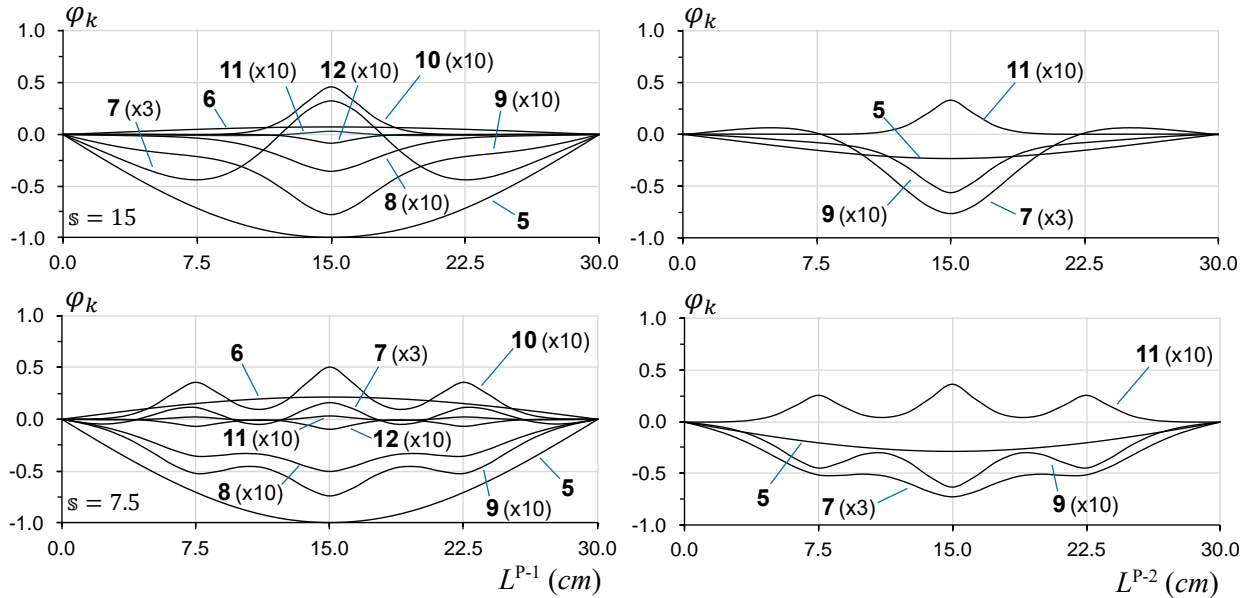 φk
1.0
0.5
0.0
-0.5
-1.0
11 (x10) 12 (x10) 10 (x10)
7 (x3) 6 9 (x10)
8 (x10)
5
𝕤 = 15
0.0 7.5 15.0 22.5 30.0
φk
1.0
0.5
0.0
-0.5
-1.0
11 (x10)
5
9 (x10) 7 (x3)
0.0 7.5 15.0 22.5 30.0
φk
1.0
0.5
0.0
-0.5
-1.0
10 (x10)
6 7 (x3)
11 (x10) 12 (x10)
8 (x10) 9 (x10) 5
𝕤 = 7.5
0.0 7.5 15.0 22.5 30.0
L^P-1 (cm)
φk
1.0
0.5
0.0
-0.5
-1.0
11 (x10)
5 7 (x3) 9 (x10)
0.0 7.5 15.0 22.5 30.0
L^P-2 (cm)